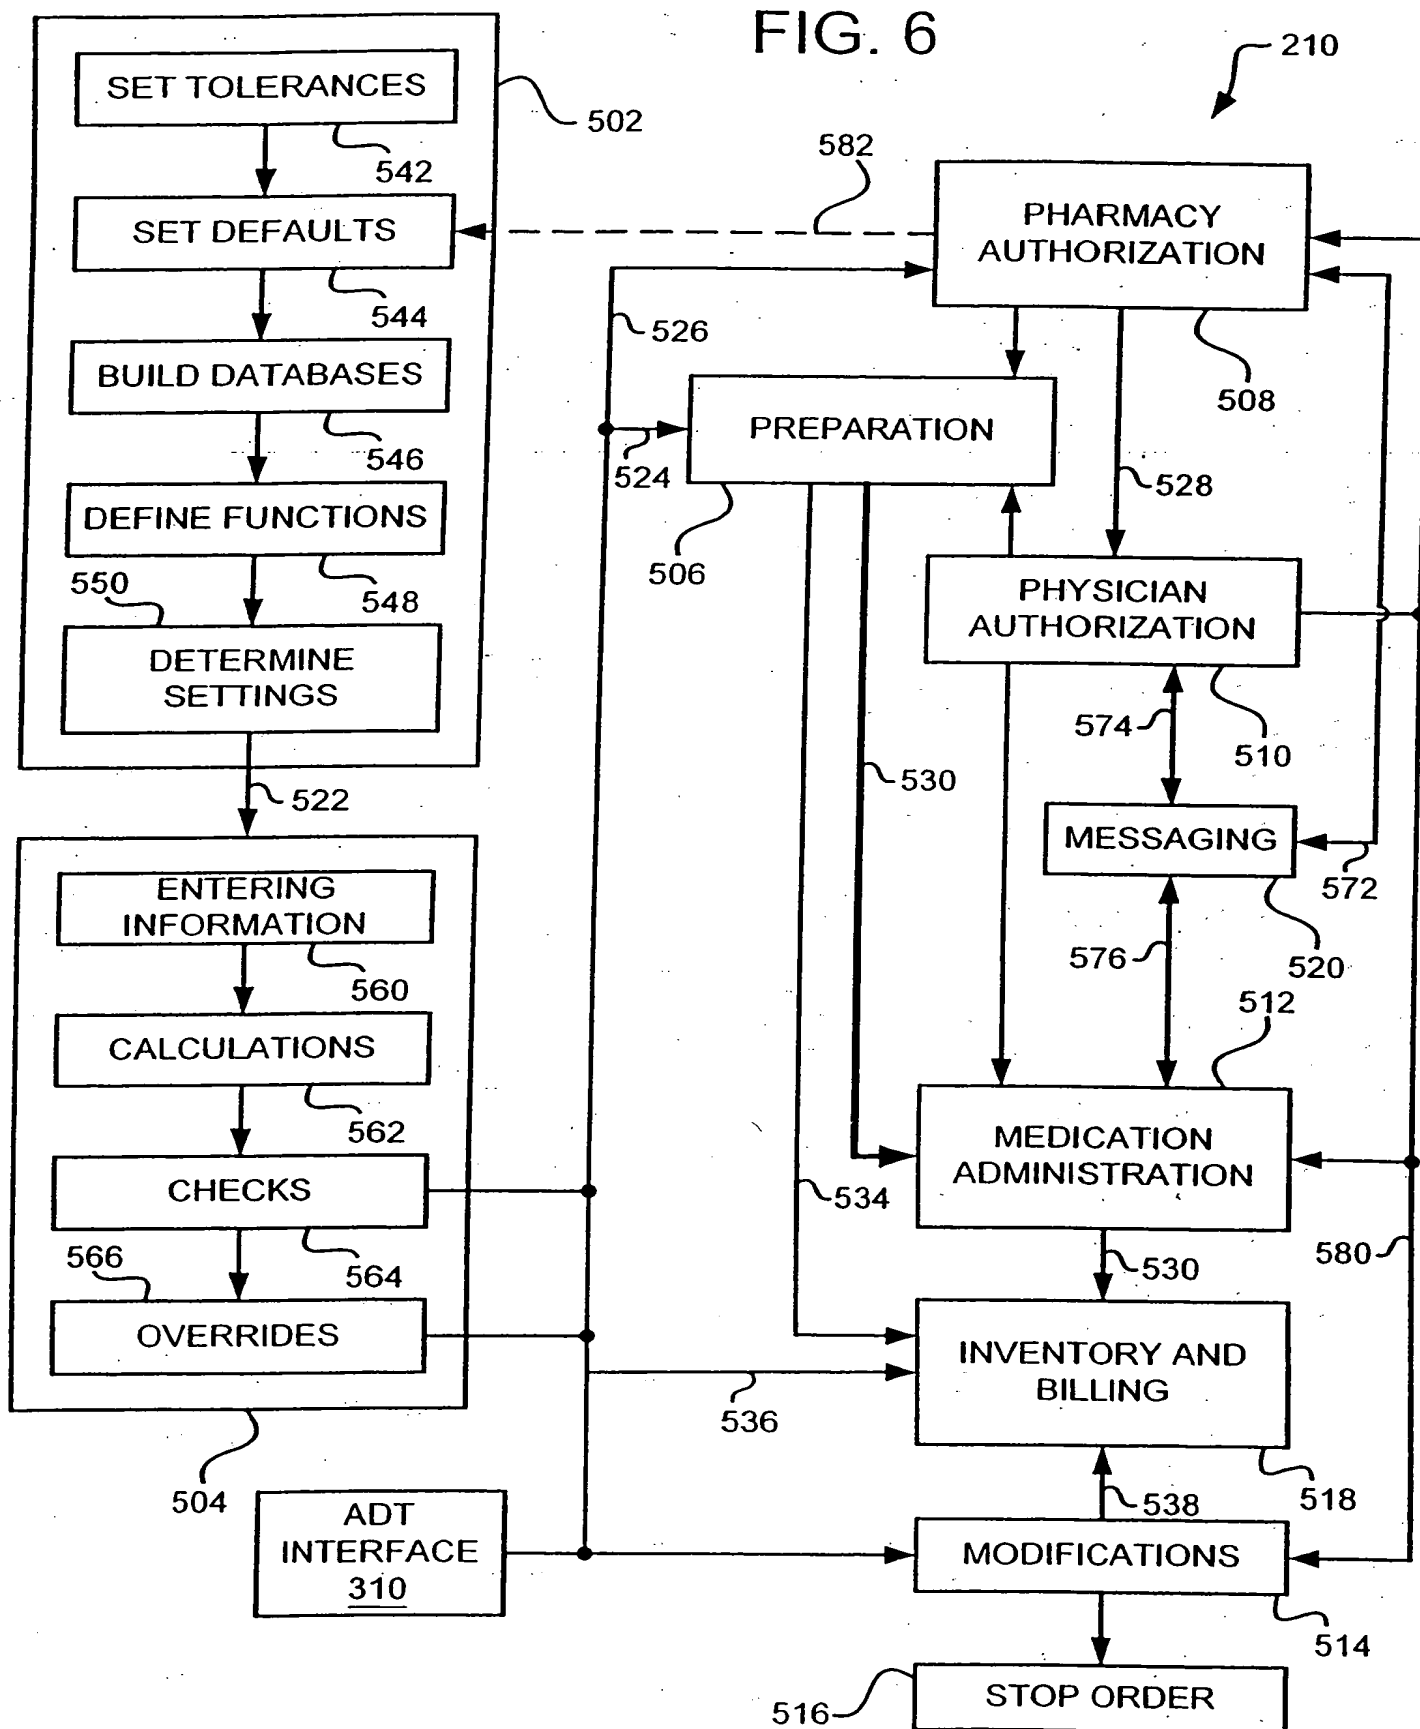 FIG. 6
210
SET TOLERANCES
502
542
582
PHARMACY
AUTHORIZATION
SET DEFAULTS
544
526
508
BUILD DATABASES
546
PREPARATION
524
528
506
DEFINE FUNCTIONS
548
550
PHYSICIAN
AUTHORIZATION
DETERMINE
SETTINGS
574
510
530
522
MESSAGING
572
520
ENTERING
INFORMATION
560
576
512
CALCULATIONS
562
MEDICATION
ADMINISTRATION
CHECKS
534
564
566
530
580
OVERRIDES
INVENTORY AND
BILLING
536
504
518
538
ADT
INTERFACE
310
MODIFICATIONS
514
516
STOP ORDER